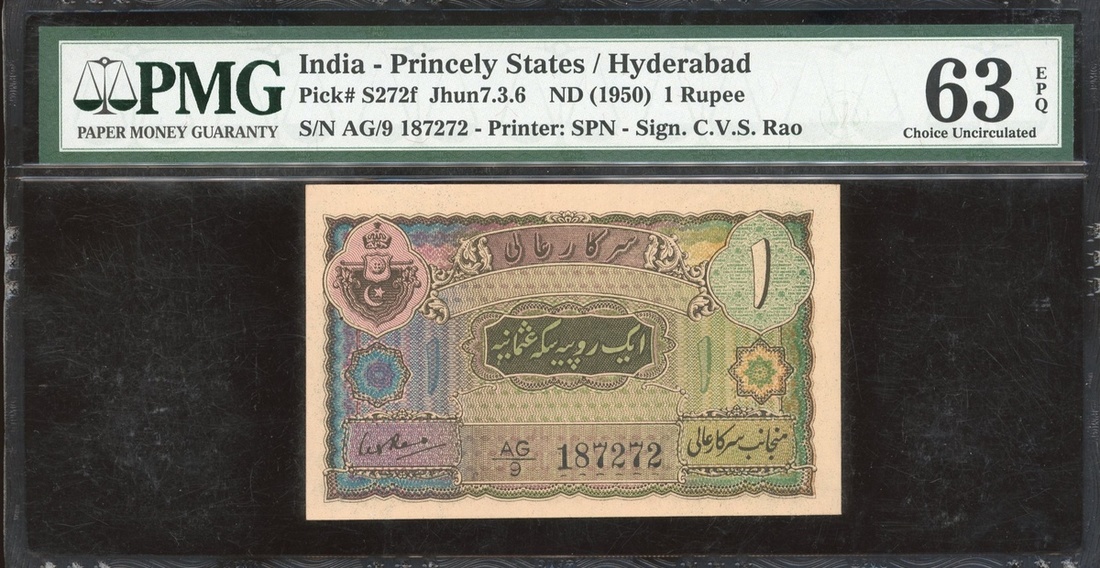 PMG
PAPER MONEY GUARANTY
India - Princely States / Hyderabad
Pick# S272f Jhun7.3.6 ND (1950) 1 Rupee
S/N AG/9 187272 - Printer: SPN - Sign. C.V.S. Rao
63
EPQ
Choice Uncirculated
سرکار عالی
۱
ایک روپیہ سکہ عثمانیہ
۱ ۱
AG/9 187272
منجانب سرکار عالی